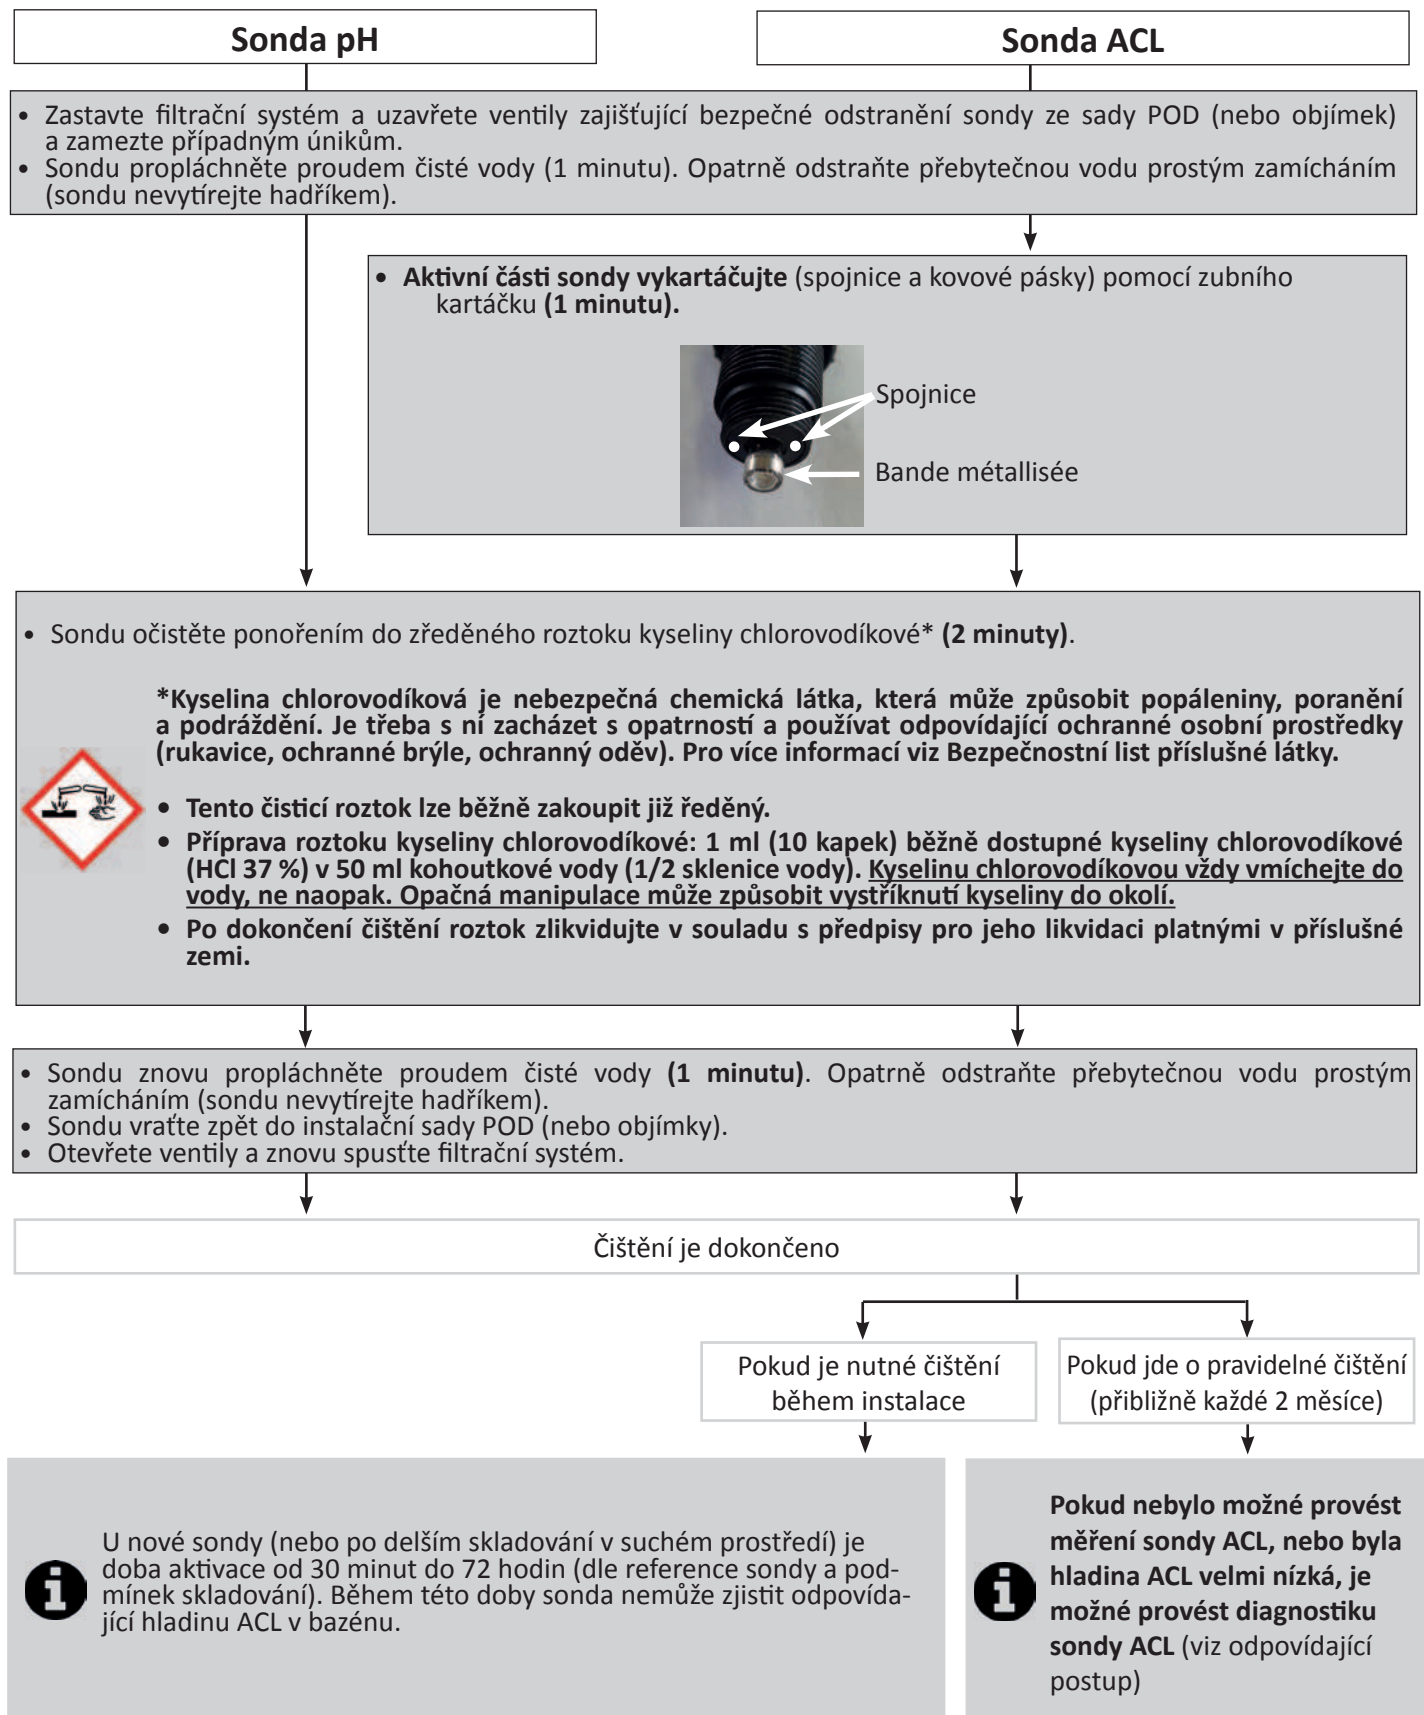 Sonda pH
Sonda ACL
• Zastavte filtrační systém a uzavřete ventily zajišťující bezpečné odstranění sondy ze sady POD (nebo objímek)
a zamezte případným únikům.
• Sondu propláchněte proudem čisté vody (1 minutu). Opatrně odstraňte přebytečnou vodu prostým zamícháním
(sondu nevytírejte hadříkem).
• Aktivní části sondy vykartáčujte (spojnice a kovové pásky) pomocí zubního
kartáčku (1 minutu).
Spojnice
Bande métallisée
• Sondu očistěte ponořením do zředěného roztoku kyseliny chlorovodíkové* (2 minuty).
*Kyselina chlorovodíková je nebezpečná chemická látka, která může způsobit popáleniny, poranění
a podráždění. Je třeba s ní zacházet s opatrností a používat odpovídající ochranné osobní prostředky
(rukavice, ochranné brýle, ochranný oděv). Pro více informací viz Bezpečnostní list příslušné látky.
• Tento čisticí roztok lze běžně zakoupit již ředěný.
• Příprava roztoku kyseliny chlorovodíkové: 1 ml (10 kapek) běžně dostupné kyseliny chlorovodíkové
(HCl 37 %) v 50 ml kohoutkové vody (1/2 sklenice vody). Kyselinu chlorovodíkovou vždy vmíchejte do
vody, ne naopak. Opačná manipulace může způsobit vystříknutí kyseliny do okolí.
• Po dokončení čištění roztok zlikvidujte v souladu s předpisy pro jeho likvidaci platnými v příslušné
zemi.
• Sondu znovu propláchněte proudem čisté vody (1 minutu). Opatrně odstraňte přebytečnou vodu prostým
zamícháním (sondu nevytírejte hadříkem).
• Sondu vraťte zpět do instalační sady POD (nebo objímky).
• Otevřete ventily a znovu spusťte filtrační systém.
Čištění je dokončeno
Pokud je nutné čištění
během instalace
Pokud jde o pravidelné čištění
(přibližně každé 2 měsíce)
U nové sondy (nebo po delším skladování v suchém prostředí) je
doba aktivace od 30 minut do 72 hodin (dle reference sondy a pod-
mínek skladování). Během této doby sonda nemůže zjistit odpovída-
jící hladinu ACL v bazénu.
Pokud nebylo možné provést
měření sondy ACL, nebo byla
hladina ACL velmi nízká, je
možné provést diagnostiku
sondy ACL (viz odpovídající
postup)